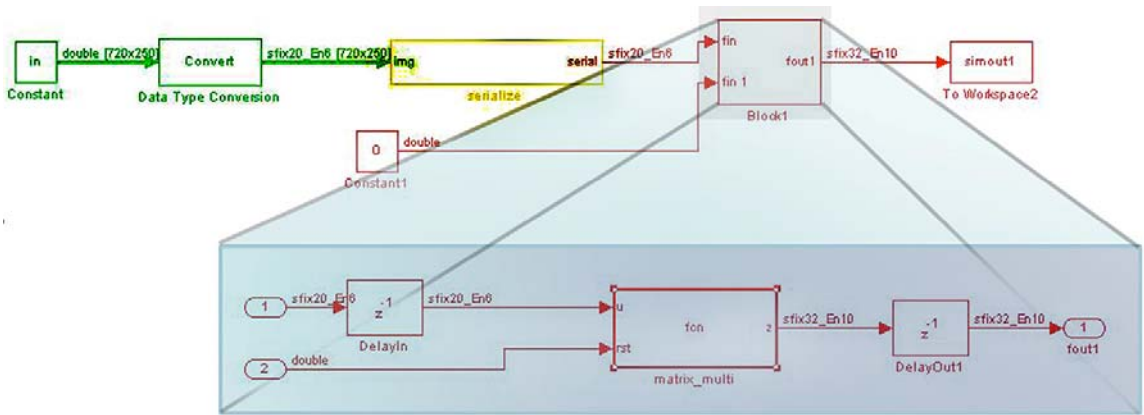 in
double [720x250]
Convert
sfix20_En6 [720x250]
img
serial
sfix20_En6
fin
fin 1
fout1
sfix32_En10
simout1
Constant
Data Type Conversion
serialize
Block1
To Workspace2
0
double
Constant1
1
sfix20_En6
z-1
sfix20_En6
u
fcn
z
sfix32_En10
z-1
sfix32_En10
1
DelayIn
rst
DelayOut1
fout1
2
double
matrix_multi